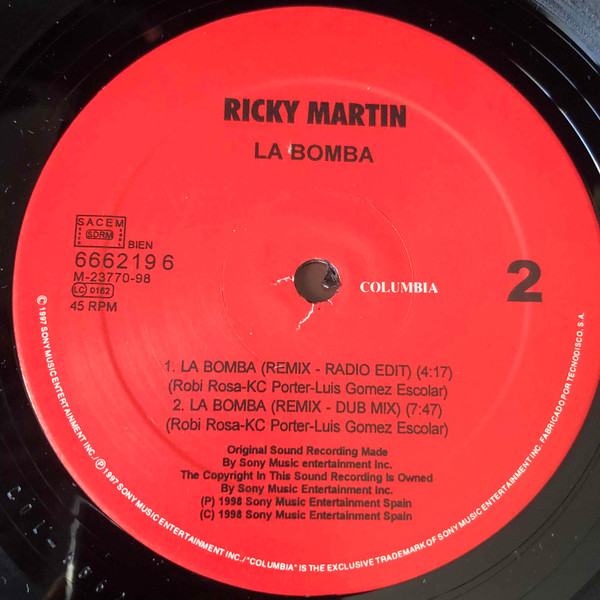 RICKY MARTIN
LA BOMBA
SACEM
SDRM
BIEN
666219 6
M-23770-98
LC 0162
45 RPM
COLUMBIA
2
1. LA BOMBA (REMIX - RADIO EDIT) (4:17)
(Robi Rosa-KC Porter-Luis Gomez Escolar)
2. LA BOMBA (REMIX - DUB MIX) (7:47)
(Robi Rosa-KC Porter-Luis Gomez Escolar)
Original Sound Recording Made
By Sony Music entertainment Inc.
The Copyright In This Sound Recording Is Owned
By Sony Music Entertainment Inc.
(P) 1998 Sony Music Entertainment Spain
(C) 1998 Sony Music Entertainment Spain
© 1997 SONY MUSIC ENTERTAINMENT INC./℗ 1997 SONY MUSIC ENTERTAINMENT INC./"COLUMBIA" IS THE EXCLUSIVE TRADEMARK OF SONY MUSIC ENTERTAINMENT INC. FABRICADO POR TECNODISCO, S.A.